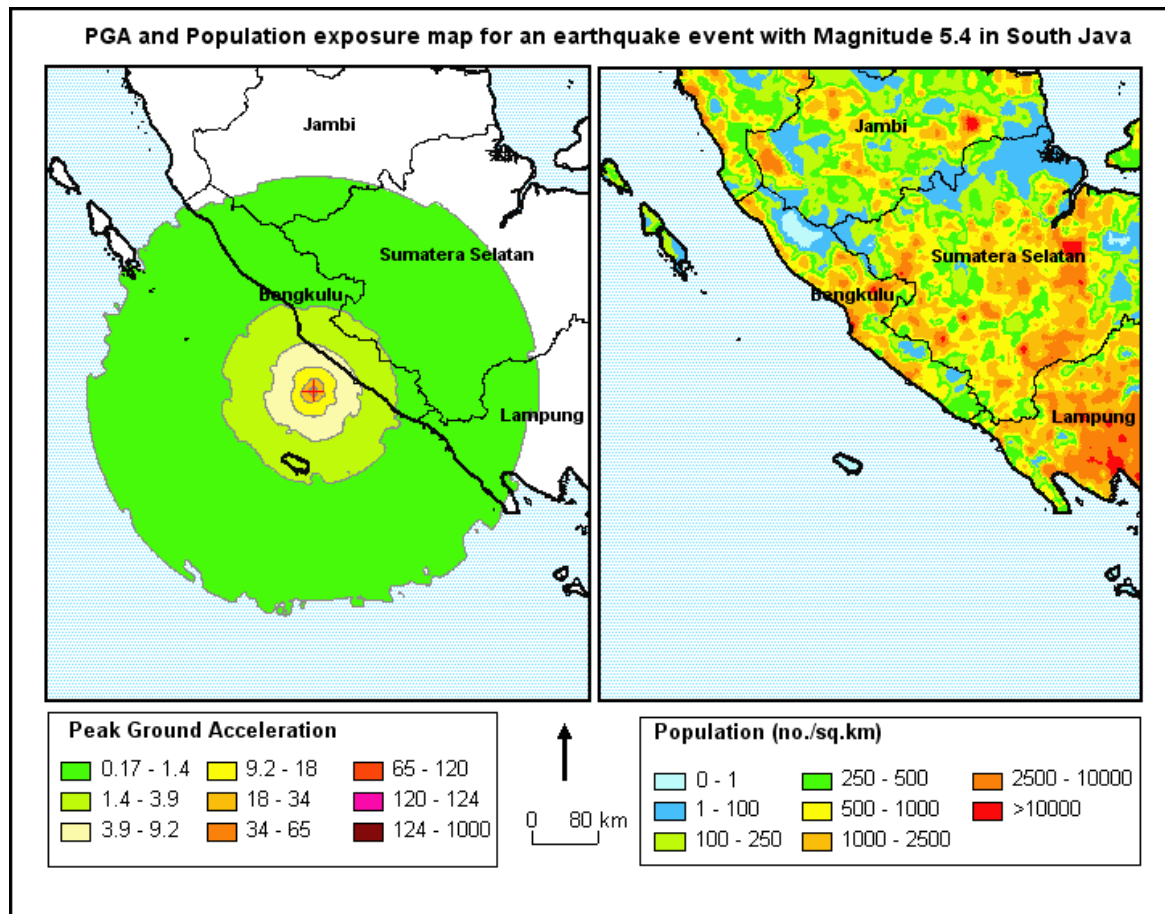 PGA and Population exposure map for an earthquake event with Magnitude 5.4 in South Java
Jambi
Sumatera Selatan
Bengkulu
Lampung
Jambi
Sumatera Selatan
Bengkulu
Lampung
Peak Ground Acceleration
0.17 - 1.4
9.2 - 18
65 - 120
1.4 - 3.9
18 - 34
120 - 124
3.9 - 9.2
34 - 65
124 - 1000
0 80 km
Population (no./sq.km)
0 - 1
250 - 500
2500 - 10000
1 - 100
500 - 1000
>10000
100 - 250
1000 - 2500